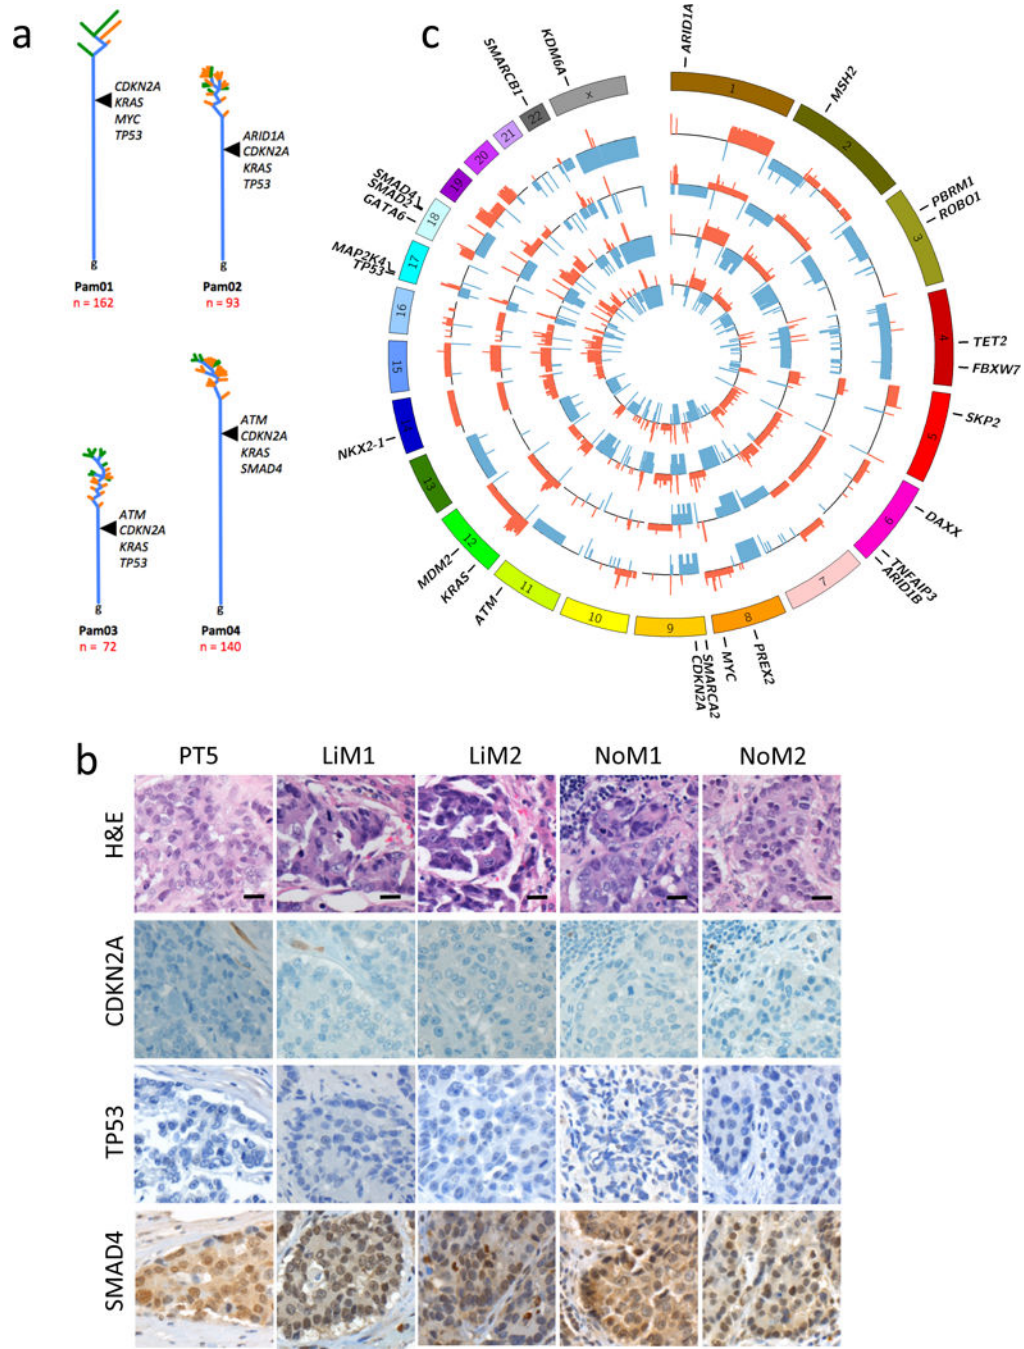 a
CDKN2A
KRAS
MYC
TP53
g
Pam01
n = 162
ARID1A
CDKN2A
KRAS
TP53
g
Pam02
n = 93
ATM
CDKN2A
KRAS
TP53
g
Pam03
n = 72
ATM
CDKN2A
KRAS
SMAD4
g
Pam04
n = 140
c
ARID1A
MSH2
PBRM1
ROBO1
TET2
FBXW7
SKP2
DAXX
TNFAIP3
ARID1B
PREX2
MYC
SMARCA2
CDKN2A
ATM
KRAS
MDM2
NKX2-1
TP53
MAP2K4
GATA6
SMAD2
SMAD4
SMARCB1
KDM6A
1
2
3
4
5
6
7
8
9
10
11
12
13
14
15
16
17
18
19
20
21
22
x
b
PT5 LiM1 LiM2 NoM1 NoM2
H&E
CDKN2A
TP53
SMAD4